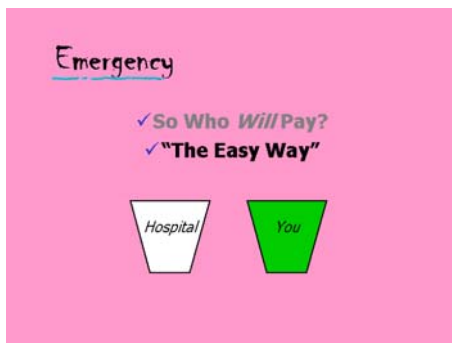 Emergency
✓So Who Will Pay?
✓"The Easy Way"
Hospital
You